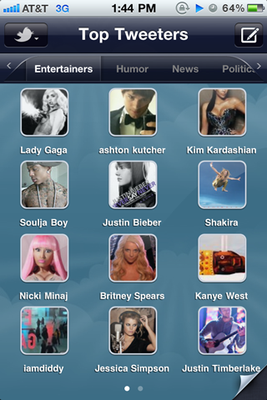 AT&T 3G 1:44 PM 64%
Top Tweeters
Entertainers Humor News Politic
Lady Gaga ashton kutcher Kim Kardashian
Soulja Boy Justin Bieber Shakira
Nicki Minaj Britney Spears Kanye West
iamdiddy Jessica Simpson Justin Timberlake